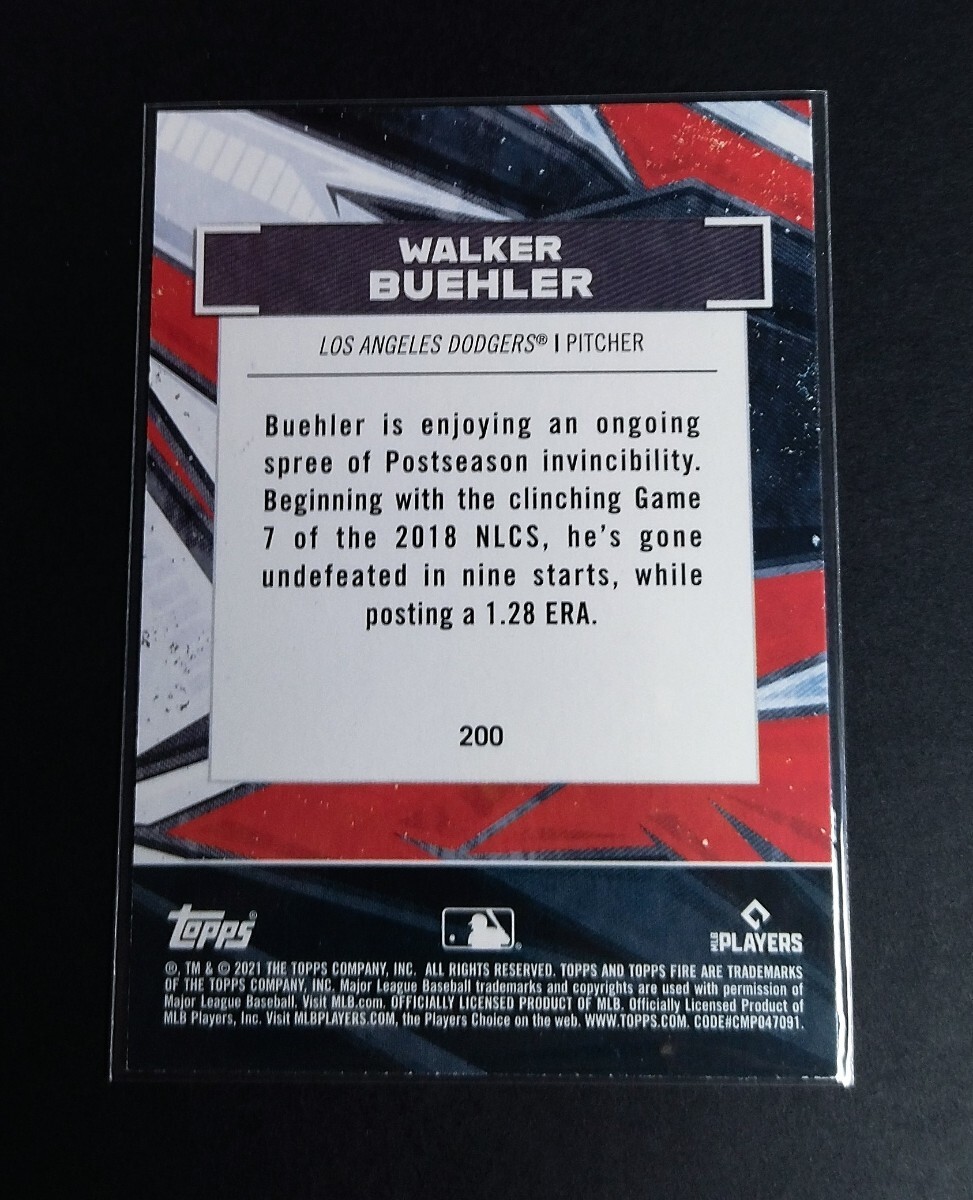 WALKER
BUEHLER
LOS ANGELES DODGERS® | PITCHER
Buehler is enjoying an ongoing
spree of Postseason invincibility.
Beginning with the clinching Game
7 of the 2018 NLCS, he's gone
undefeated in nine starts, while
posting a 1.28 ERA.
200
topps®
MLB PLAYERS
®, TM & © 2021 THE TOPPS COMPANY, INC. ALL RIGHTS RESERVED. TOPPS AND TOPPS FIRE ARE TRADEMARKS
OF THE TOPPS COMPANY, INC. Major League Baseball trademarks and copyrights are used with permission of
Major League Baseball. Visit MLB.com. OFFICIALLY LICENSED PRODUCT OF MLB. Officially Licensed Product of
MLB Players, Inc. Visit MLBPLAYERS.COM, the Players Choice on the web. WWW.TOPPS.COM. CODE#CMP047091.